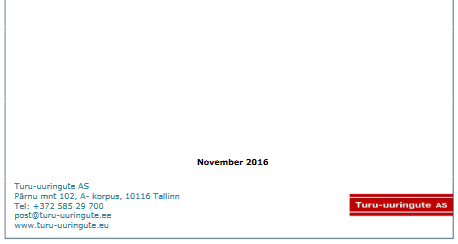 November 2016
Turu-uuringute AS
Pärnu mnt 102, A- korpus, 10116 Tallinn
Tel: +372 585 29 700
post@turu-uuringute.ee
www.turu-uuringute.eu
Turu-uuringute AS